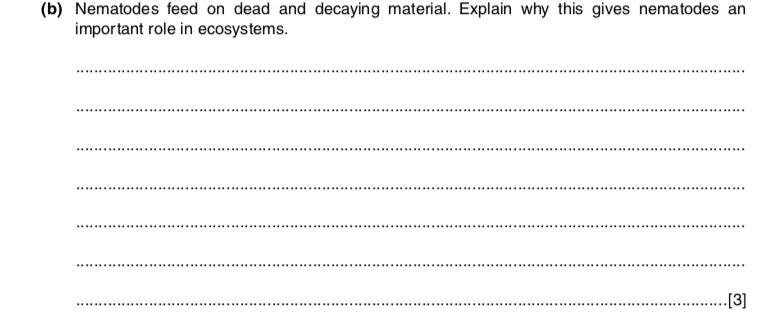 (b) Nematodes feed on dead and decaying material. Explain why this gives nematodes an
important role in ecosystems.
[3]